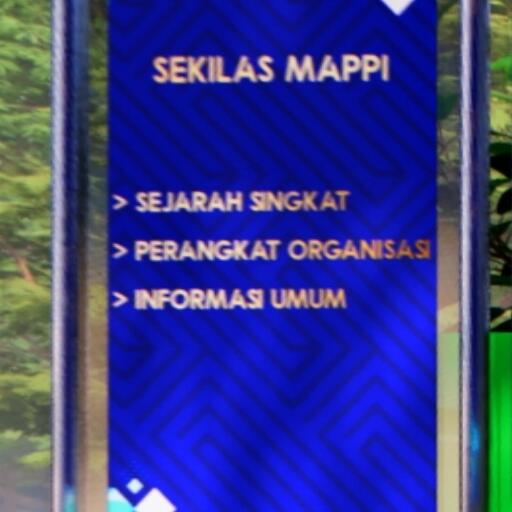 SEKILAS MAPPI
> SEJARAH SINGKAT
> PERANGKAT ORGANISASI
> INFORMASI UMUM